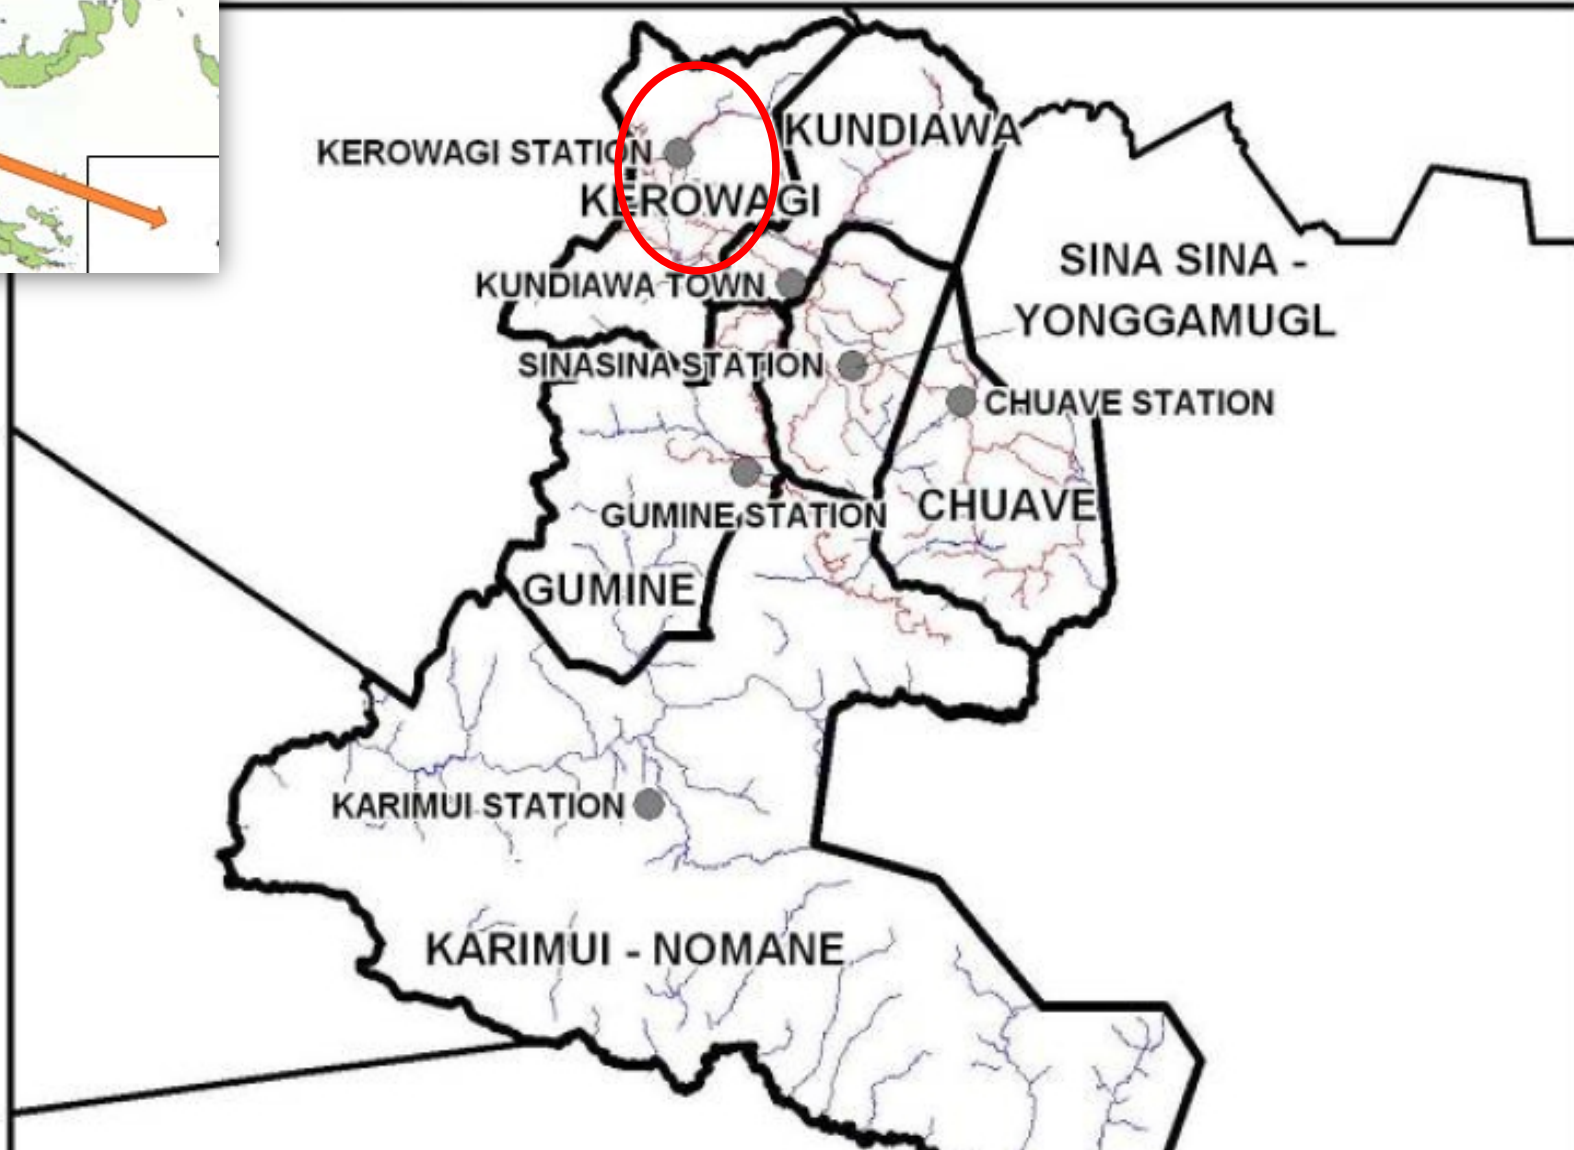 KUNDIAWA
KEROWAGI STATION
KEROWAGI
SINA SINA -
YONGGAMUGL
KUNDIAWA TOWN
SINASINA STATION
CHUAVE STATION
CHUAVE
GUMINE STATION
GUMINE
KARIMUI STATION
KARIMUI - NOMANE